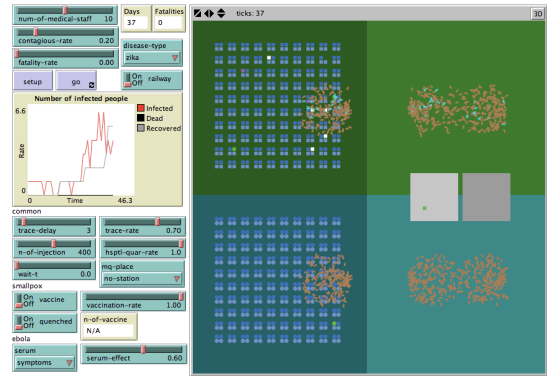 num-of-medical-staff 10
Days
37
Fatalities
0
contagious-rate 0.20
fatality-rate 0.00
disease-type
zika
setup
go
On
Off
railway
Number of infected people
6.6
Rate
0
0
Time
46.3
Infected
Dead
Recovered
common
trace-delay 3
trace-rate 0.70
n-of-injection 400
hsptl-quar-rate 1.0
wait-t 0.0
mq-place
no-station
smallpox
On
Off
vaccine
vaccination-rate 1.00
On
Off
quenched
n-of-vaccine
N/A
ebola
serum
symptoms
serum-effect 0.60
ticks: 37
3D